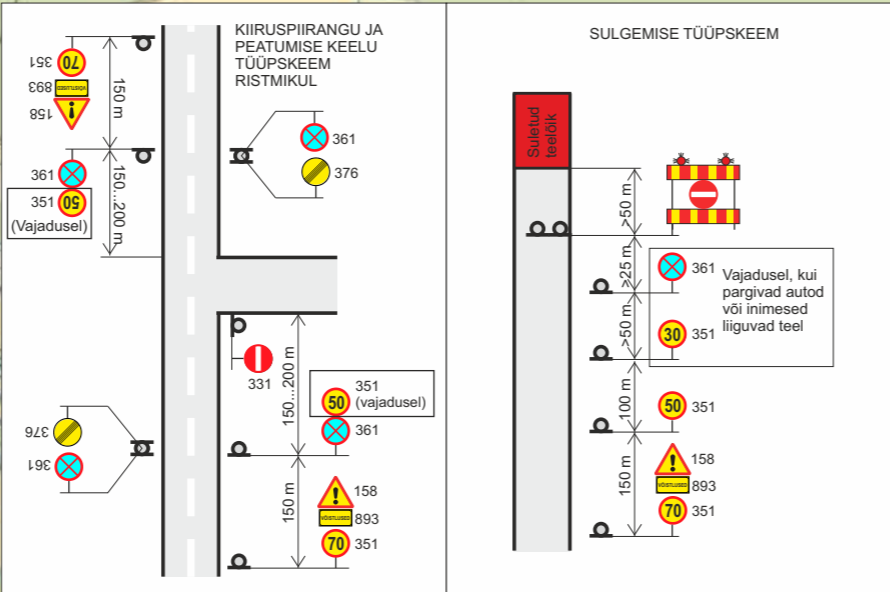 KIIRUSPIIRANGU JA
PEATUMISE KEELU
TÜÜPSKEEM
RISTMIKUL
351
70
893
VÕISTLUSED
158
150 m
361
351
50
(Vajadusel)
150...200 m
361
376
331
150...200 m
50
351
(vajadusel)
361
376
361
150 m
158
VÕISTLUSED
893
70
351
SULGEMISE TÜÜPSKEEM
Suletud
teelõik
>50 m
>25 m
361
Vajadusel, kui
pargivad autod
või inimesed
liiguvad teel
>50 m
30
351
100 m
50
351
150 m
158
VÕISTLUSED
893
70
351